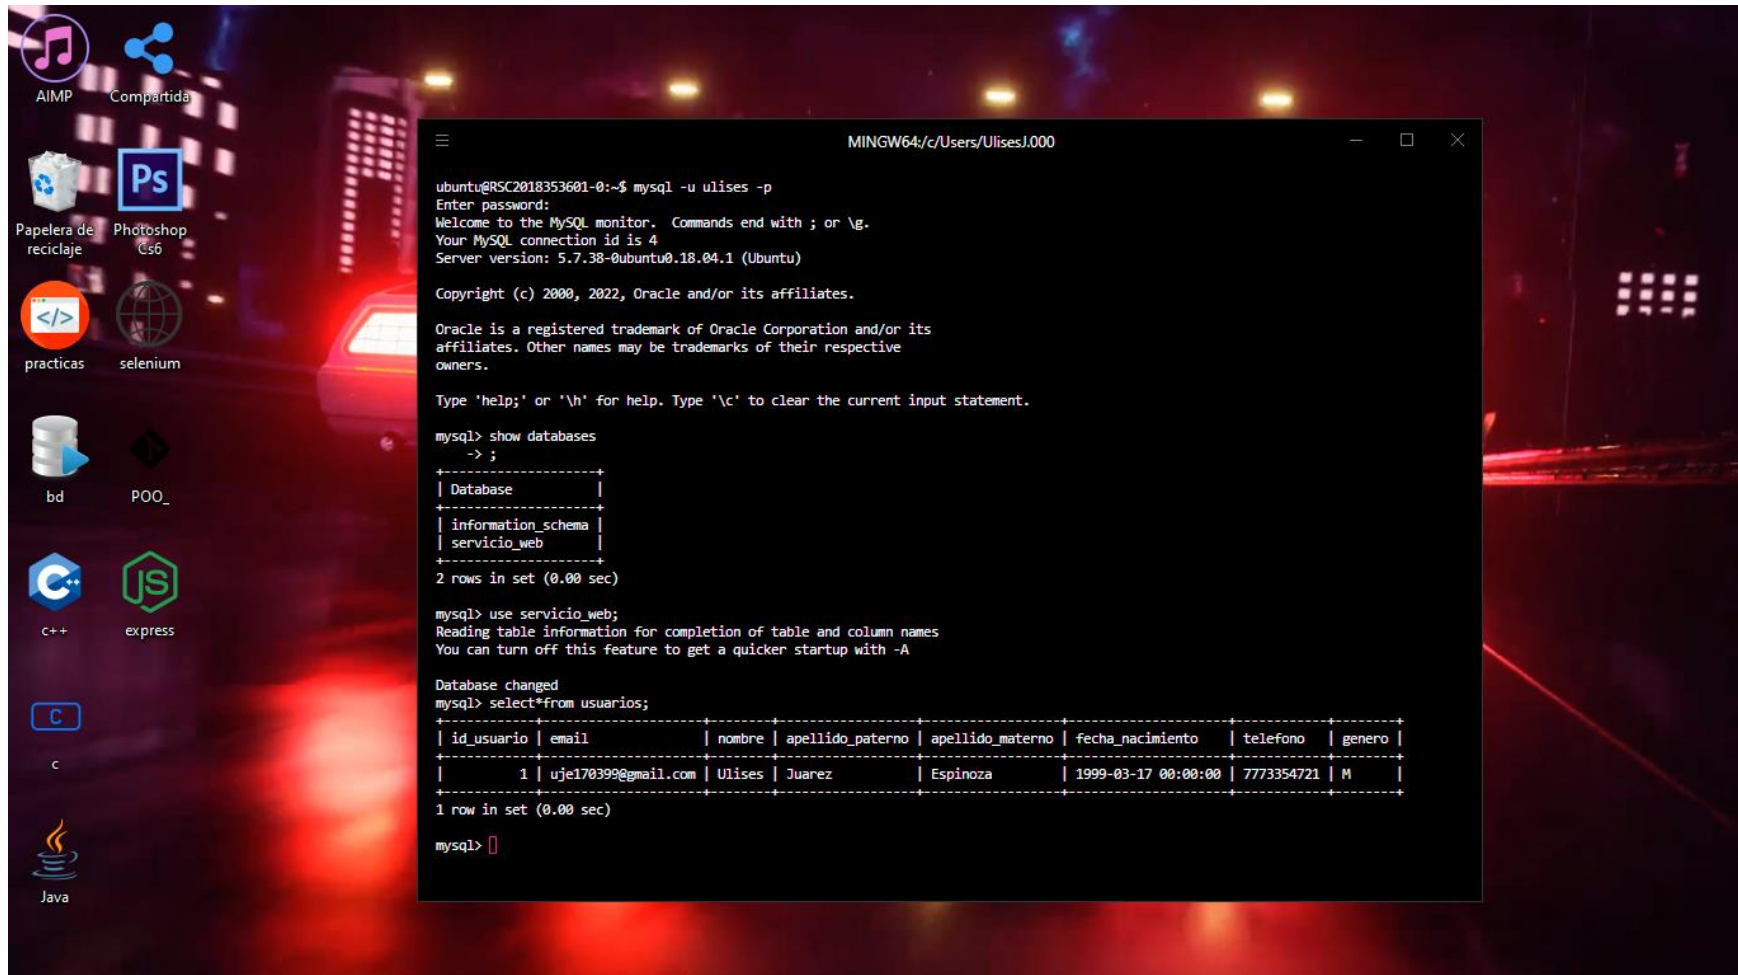 AIMP
Compartida
Ps
Papelera de
reciclaje
Photoshop
Cs6
</>
practicas
selenium
bd
POO_
C++
c++
JS
express
C
c
Java
MINGW64:/c/Users/UlisesJ.000
ubuntu@RSC2018353601-0:~$ mysql -u ulises -p
Enter password:
Welcome to the MySQL monitor.  Commands end with ; or \g.
Your MySQL connection id is 4
Server version: 5.7.38-0ubuntu0.18.04.1 (Ubuntu)
Copyright (c) 2000, 2022, Oracle and/or its affiliates.
Oracle is a registered trademark of Oracle Corporation and/or its
affiliates. Other names may be trademarks of their respective
owners.
Type 'help;' or '\h' for help. Type '\c' to clear the current input statement.
mysql> show databases
    -> ;
+--------------------+
| Database           |
+--------------------+
| information_schema |
| servicio_web       |
+--------------------+
2 rows in set (0.00 sec)
mysql> use servicio_web;
Reading table information for completion of table and column names
You can turn off this feature to get a quicker startup with -A
Database changed
mysql> select*from usuarios;
+------------+---------------------+--------+------------------+------------------+---------------------+------------+--------+
| id_usuario | email               | nombre | apellido_paterno | apellido_materno | fecha_nacimiento    | telefono   | genero |
+------------+---------------------+--------+------------------+------------------+---------------------+------------+--------+
|          1 | uje170399@gmail.com | Ulises | Juarez           | Espinoza         | 1999-03-17 00:00:00 | 7773354721 | M      |
+------------+---------------------+--------+------------------+------------------+---------------------+------------+--------+
1 row in set (0.00 sec)
mysql>